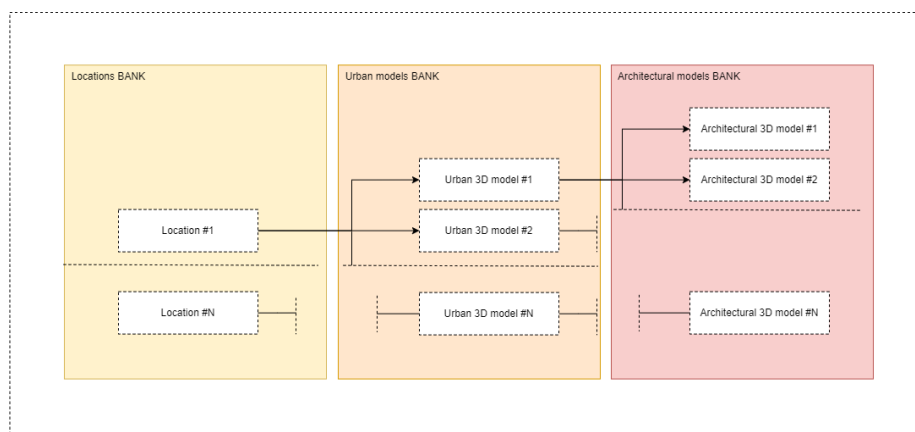 Locations BANK
Urban models BANK
Architectural models BANK
Architectural 3D model #1
Urban 3D model #1
Architectural 3D model #2
Location #1
Urban 3D model #2
Location #N
Urban 3D model #N
Architectural 3D model #N